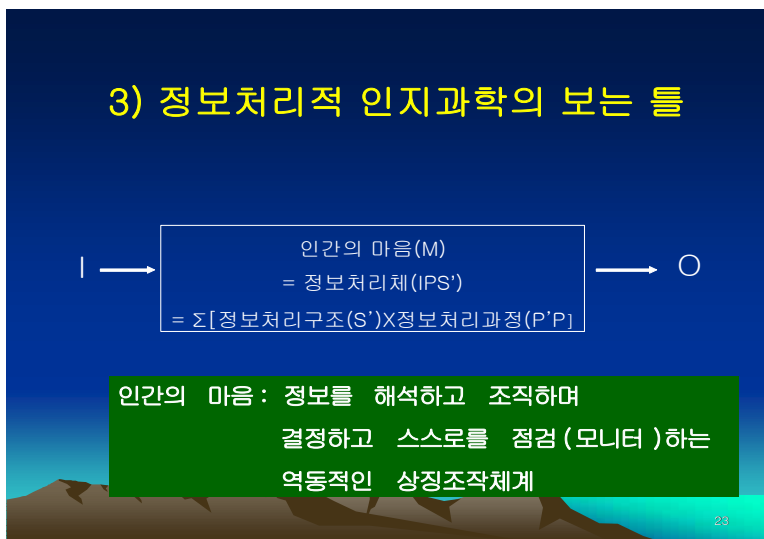 3) 정보처리적 인지과학의 보는 틀
인간의 마음(M)
I → = 정보처리체(IPS’) → O
= Σ[정보처리구조(S’)X정보처리과정(P’P]
인간의 마음 : 정보를 해석하고 조직하며
결정하고 스스로를 점검(모니터)하는
역동적인 상징조작체계
23